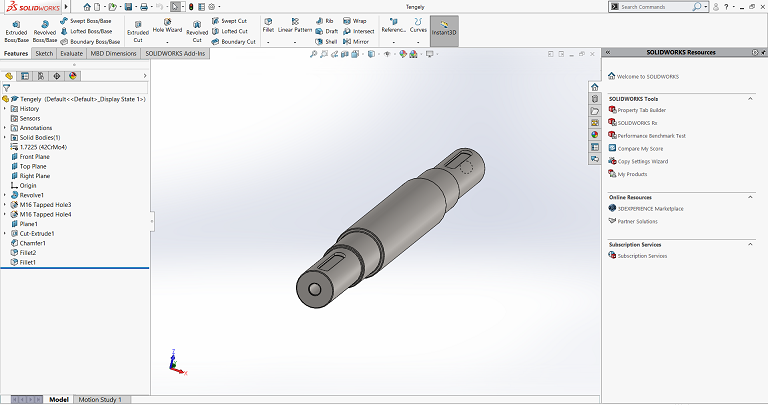 SOLIDWORKS
Tengely
Search Commands
Extruded Boss/Base
Revolved Boss/Base
Swept Boss/Base
Lofted Boss/Base
Boundary Boss/Base
Extruded Cut
Hole Wizard
Revolved Cut
Swept Cut
Lofted Cut
Boundary Cut
Fillet
Linear Pattern
Rib
Draft
Shell
Wrap
Intersect
Mirror
Referenc...
Curves
Instant3D
Features
Sketch
Evaluate
MBD Dimensions
SOLIDWORKS Add-Ins
Tengely (Default<<Default>_Display State 1>)
History
Sensors
Annotations
Solid Bodies(1)
1.7225 (42CrMo4)
Front Plane
Top Plane
Right Plane
Origin
Revolve1
M16 Tapped Hole3
M16 Tapped Hole4
Plane1
Cut-Extrude1
Chamfer1
Fillet2
Fillet1
Z
X
SOLIDWORKS Resources
Welcome to SOLIDWORKS
SOLIDWORKS Tools
Property Tab Builder
SOLIDWORKS Rx
Performance Benchmark Test
Compare My Score
Copy Settings Wizard
My Products
Online Resources
3DEXPERIENCE Marketplace
Partner Solutions
Subscription Services
Subscription Services
Model
Motion Study 1